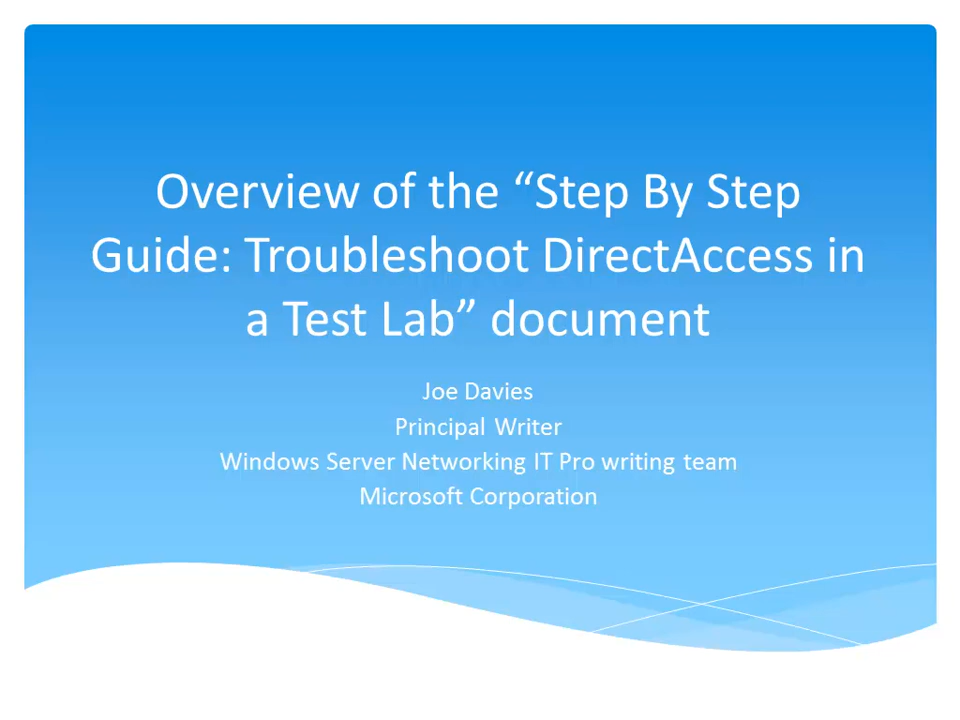 Overview of the “Step By Step
Guide: Troubleshoot DirectAccess in
a Test Lab” document
Joe Davies
Principal Writer
Windows Server Networking IT Pro writing team
Microsoft Corporation